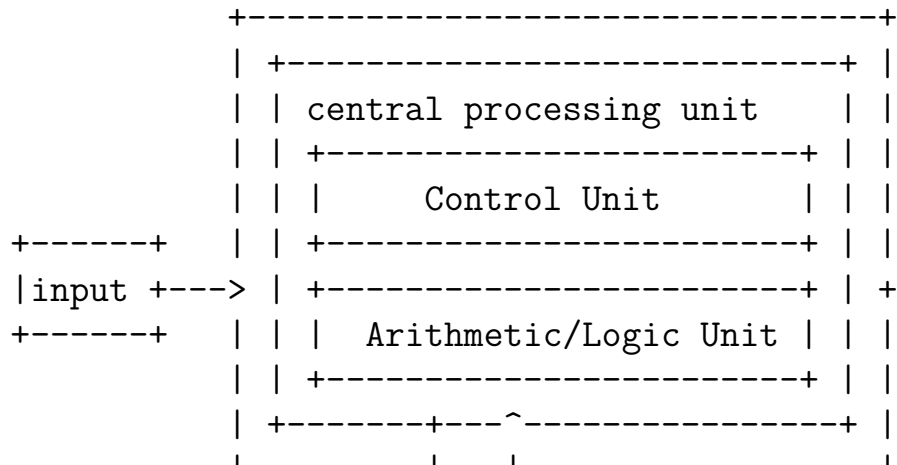 +--------------------------------+
| +----------------------------+ |
| | central processing unit    | |
| | +------------------------+ | |
| | |     Control Unit       | | |
+------+   | | +------------------------+ | |
|input +---> | +------------------------+ | +
+------+   | | |  Arithmetic/Logic Unit | | |
| | +------------------------+ | |
| +-------+---^----------------+ |
|         |   |                  |